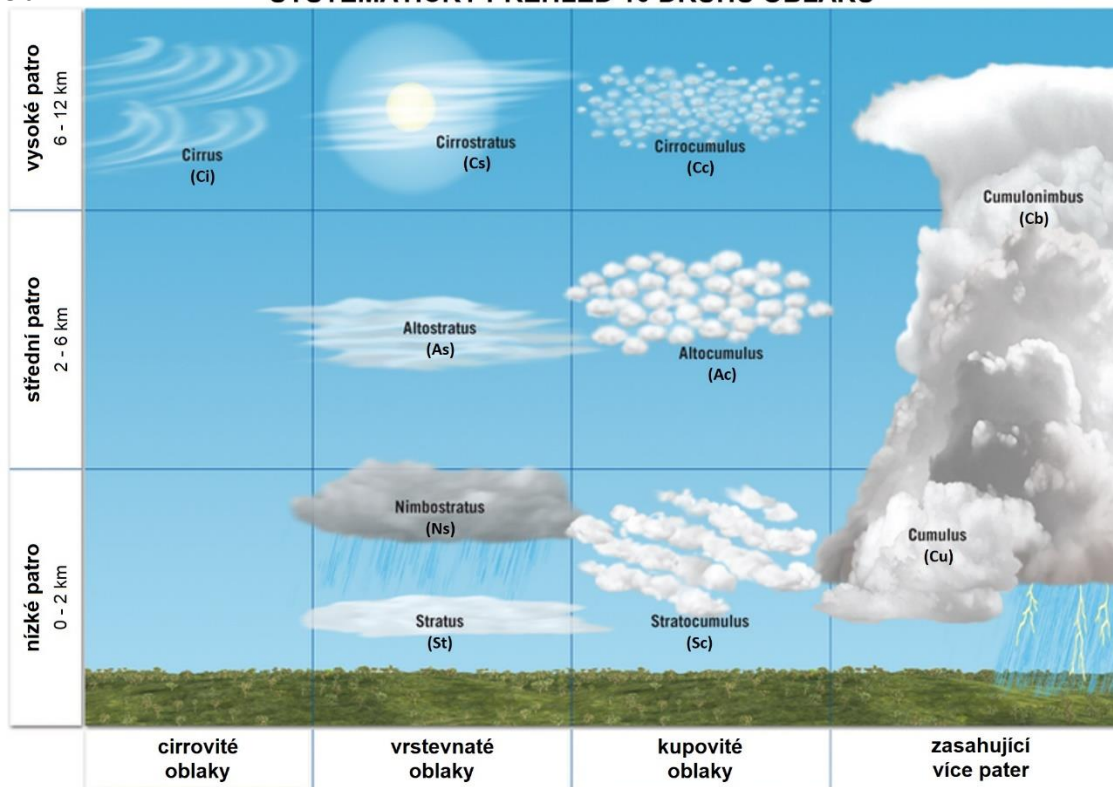 vysoké patro
6 - 12 km
Cirrus
(Ci)
Cirrostratus
(Cs)
Cirrocumulus
(Cc)
Cumulonimbus
(Cb)
střední patro
2 - 6 km
Altostratus
(As)
Altocumulus
(Ac)
nízké patro
0 - 2 km
Nimbostratus
(Ns)
Cumulus
(Cu)
Stratus
(St)
Stratocumulus
(Sc)
cirrovité
oblaky
vrstevnaté
oblaky
kupovité
oblaky
zasahující
více pater